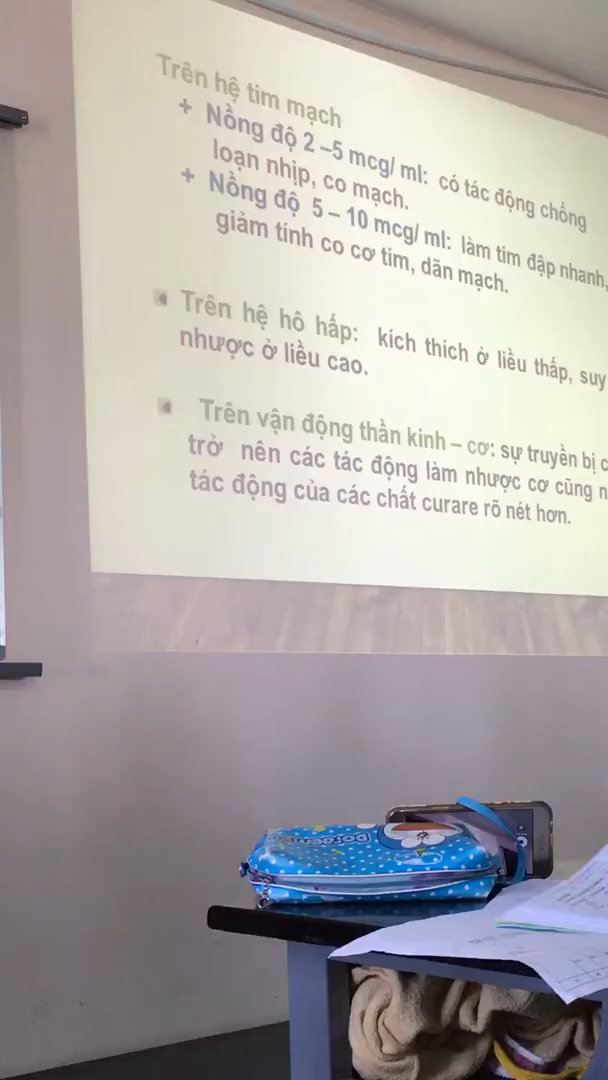 Trên hệ tim mạch
+ Nồng độ 2 –5 mcg/ ml: có tác động chống
loạn nhịp, co mạch.
+ Nồng độ 5 – 10 mcg/ ml: làm tim đập nhanh,
giảm tính co cơ tim, dãn mạch.
Trên hệ hô hấp: kích thích ở liều thấp, suy
nhược ở liều cao.
Trên vận động thần kinh – cơ: sự truyền bị
trở nên các tác động làm nhược cơ cũng
tác động của các chất curare rõ nét hơn.